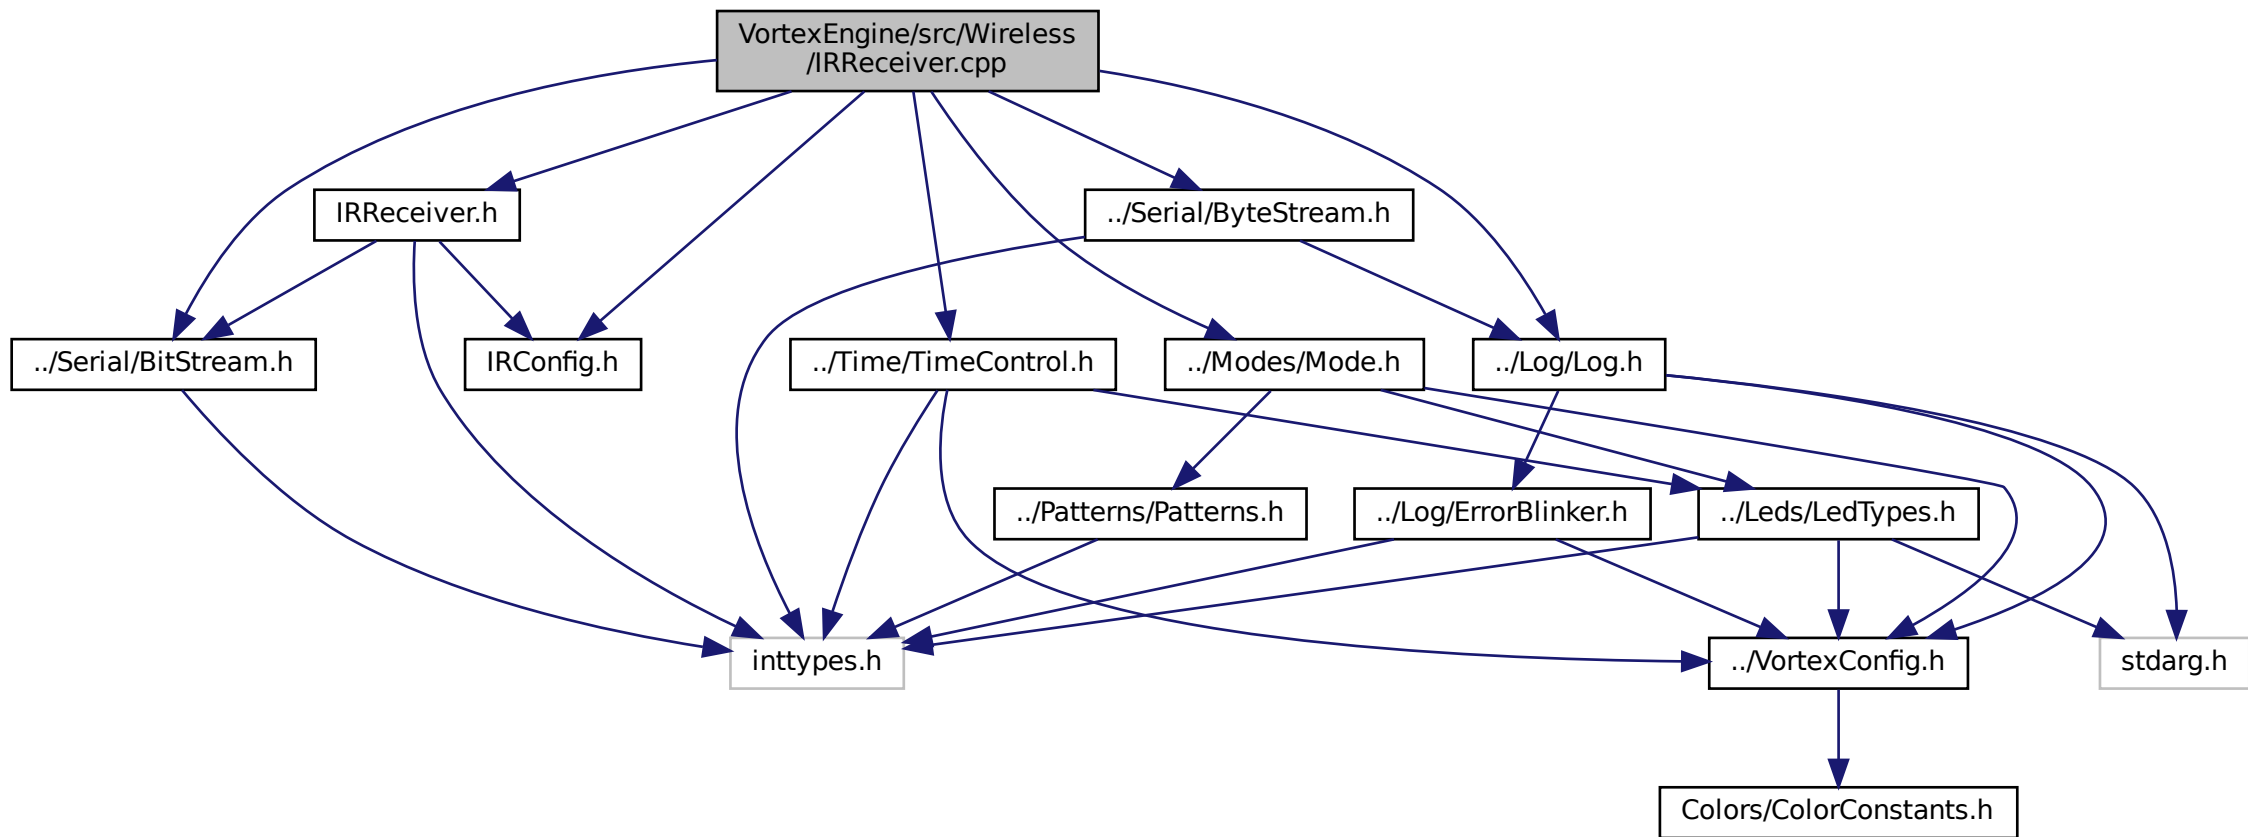 VortexEngine/src/Wireless
/IRReceiver.cpp
IRReceiver.h
../Serial/ByteStream.h
../Serial/BitStream.h
IRConfig.h
../Time/TimeControl.h
../Modes/Mode.h
../Log/Log.h
../Patterns/Patterns.h
../Log/ErrorBlinker.h
../Leds/LedTypes.h
inttypes.h
../VortexConfig.h
stdarg.h
Colors/ColorConstants.h